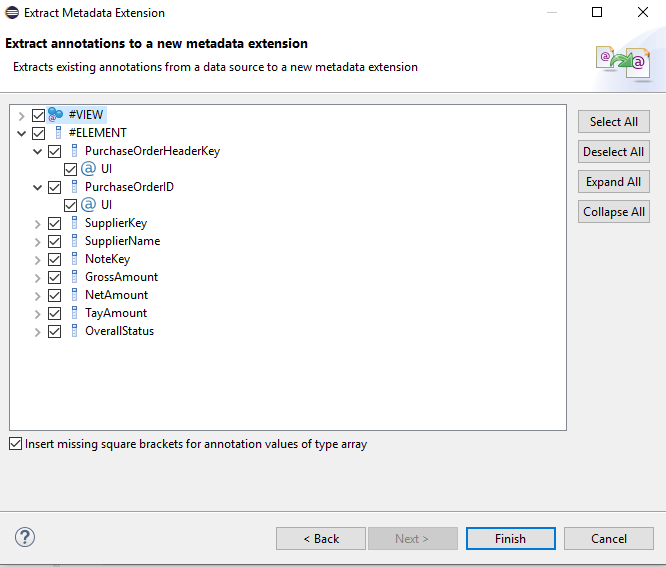 Extract Metadata Extension
Extract annotations to a new metadata extension
Extracts existing annotations from a data source to a new metadata extension
#VIEW
#ELEMENT
PurchaseOrderHeaderKey
@ UI
PurchaseOrderID
@ UI
SupplierKey
SupplierName
NoteKey
GrossAmount
NetAmount
TayAmount
OverallStatus
Select All
Deselect All
Expand All
Collapse All
Insert missing square brackets for annotation values of type array
?
< Back
Next >
Finish
Cancel